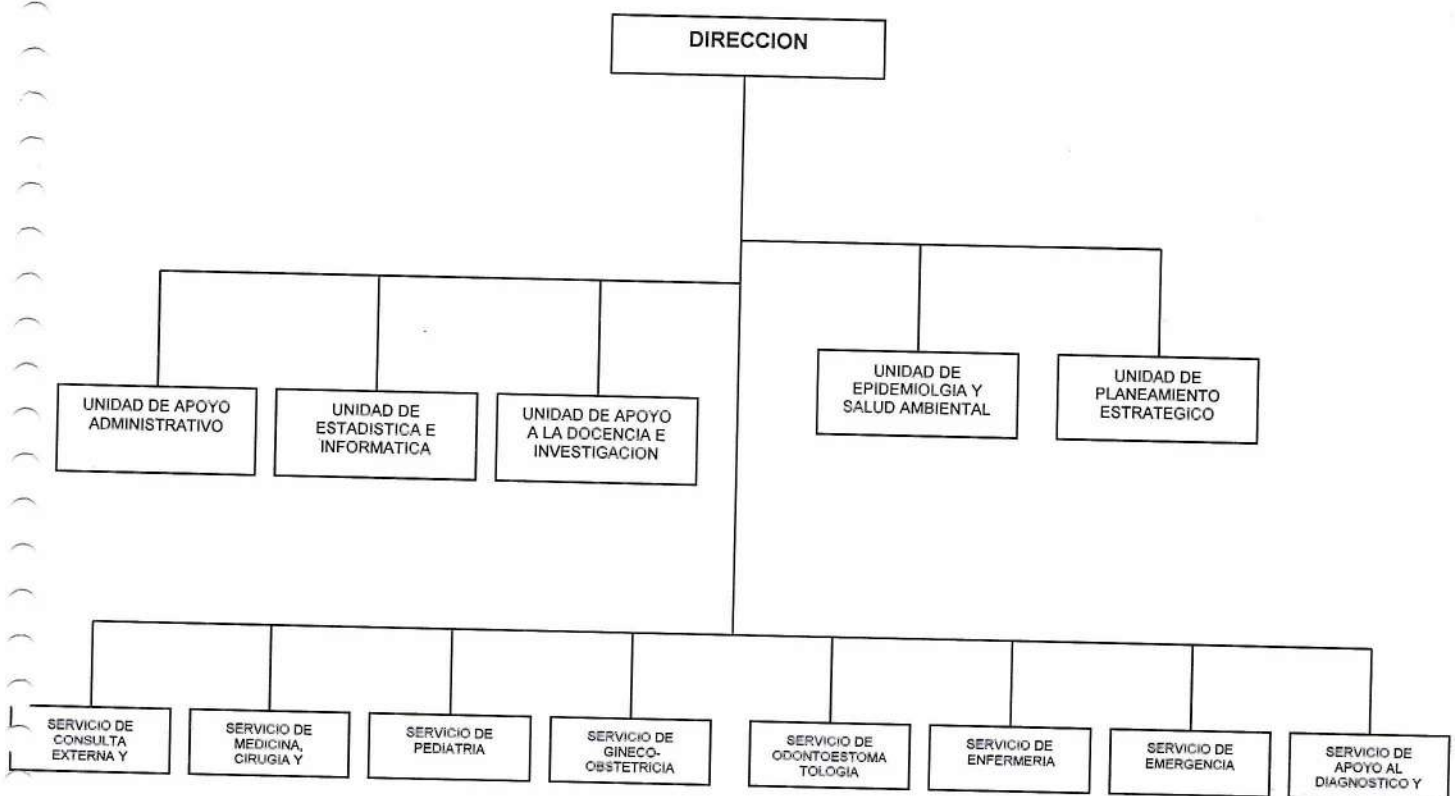 DIRECCION
UNIDAD DE APOYO
ADMINISTRATIVO
UNIDAD DE
ESTADISTICA E
INFORMATICA
UNIDAD DE APOYO
A LA DOCENCIA E
INVESTIGACION
UNIDAD DE
EPIDEMIOLGIA Y
SALUD AMBIENTAL
UNIDAD DE
PLANEAMIENTO
ESTRATEGICO
SERVICIO DE
CONSULTA
EXTERNA Y
SERVICIO DE
MEDICINA,
CIRUGIA Y
SERVICIO DE
PEDIATRIA
SERVICIO DE
GINECO-
OBSTETRICIA
SERVICIO DE
ODONTOESTOMA
TOLOGIA
SERVICIO DE
ENFERMERIA
SERVICIO DE
EMERGENCIA
SERVICIO DE
APOYO AL
DIAGNOSTICO Y